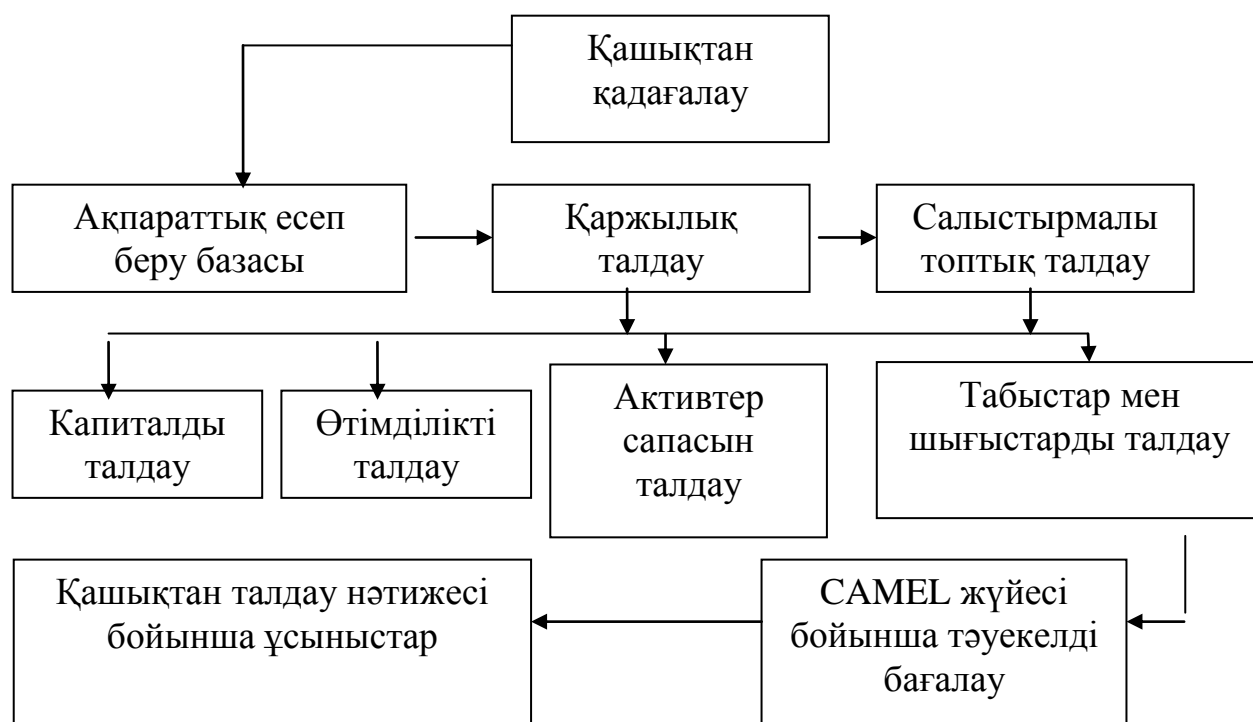 Қашықтан
қадағалау
Ақпараттық есеп
беру базасы
Қаржылық
талдау
Салыстырмалы
топтық талдау
Капиталды
талдау
Өтімділікті
талдау
Активтер
сапасын
талдау
Табыстар мен
шығыстарды талдау
Қашықтан талдау нәтижесі
бойынша ұсыныстар
CAMEL жүйесі
бойынша тәуекелді
бағалау